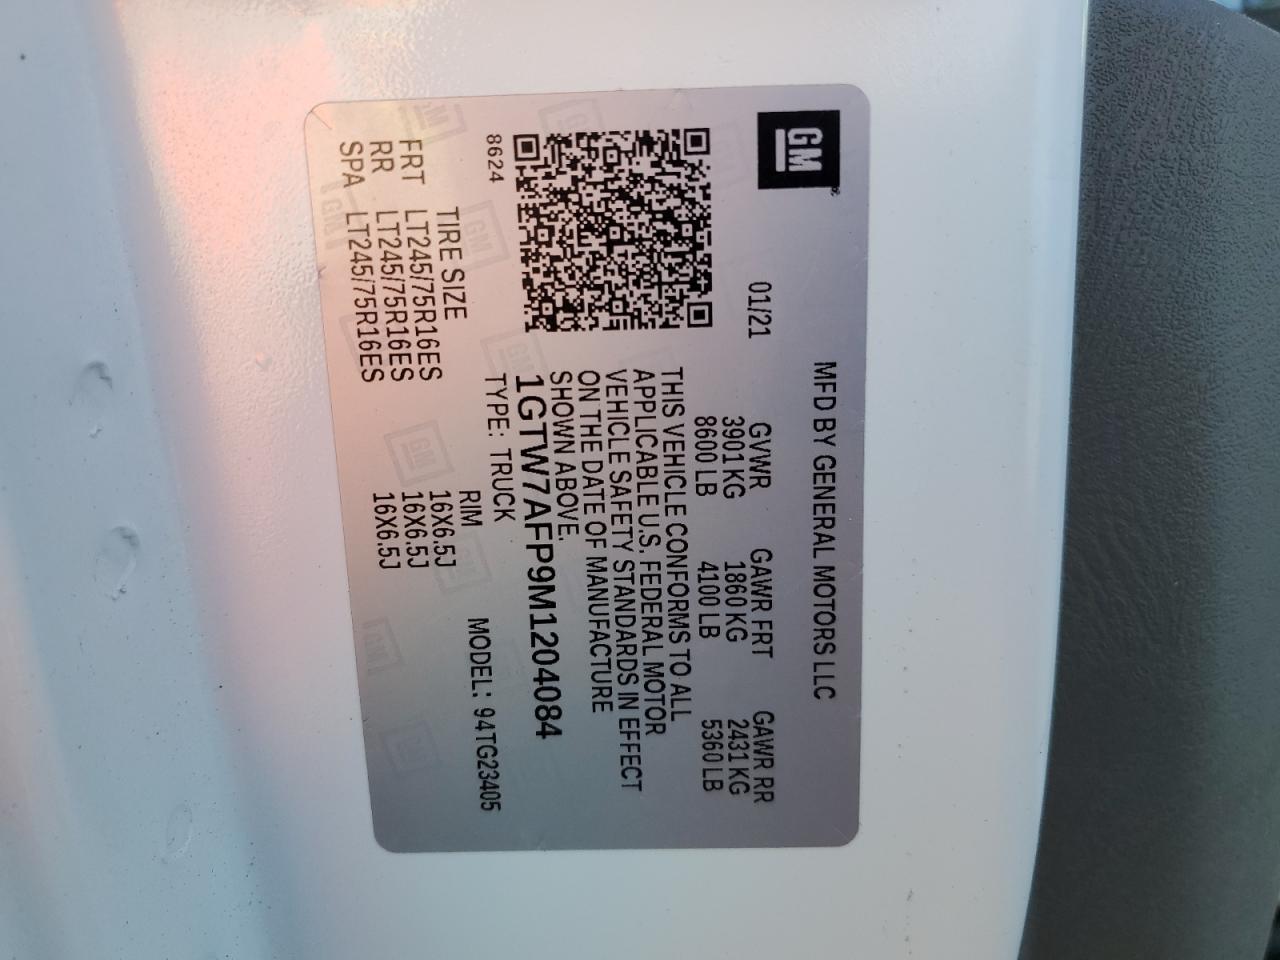 GM
MFD BY GENERAL MOTORS LLC
01/21 GVWR GAWR FRT GAWR RR
3901 KG 1860 KG 2431 KG
8600 LB 4100 LB 5360 LB
THIS VEHICLE CONFORMS TO ALL
APPLICABLE U.S. FEDERAL MOTOR
VEHICLE SAFETY STANDARDS IN EFFECT
ON THE DATE OF MANUFACTURE
SHOWN ABOVE.
1GTW7AFP9M1204084
8624 TYPE: TRUCK MODEL: 94TG23405
TIRE SIZE RIM
FRT LT245/75R16ES 16X6.5J
RR LT245/75R16ES 16X6.5J
SPA LT245/75R16ES 16X6.5J